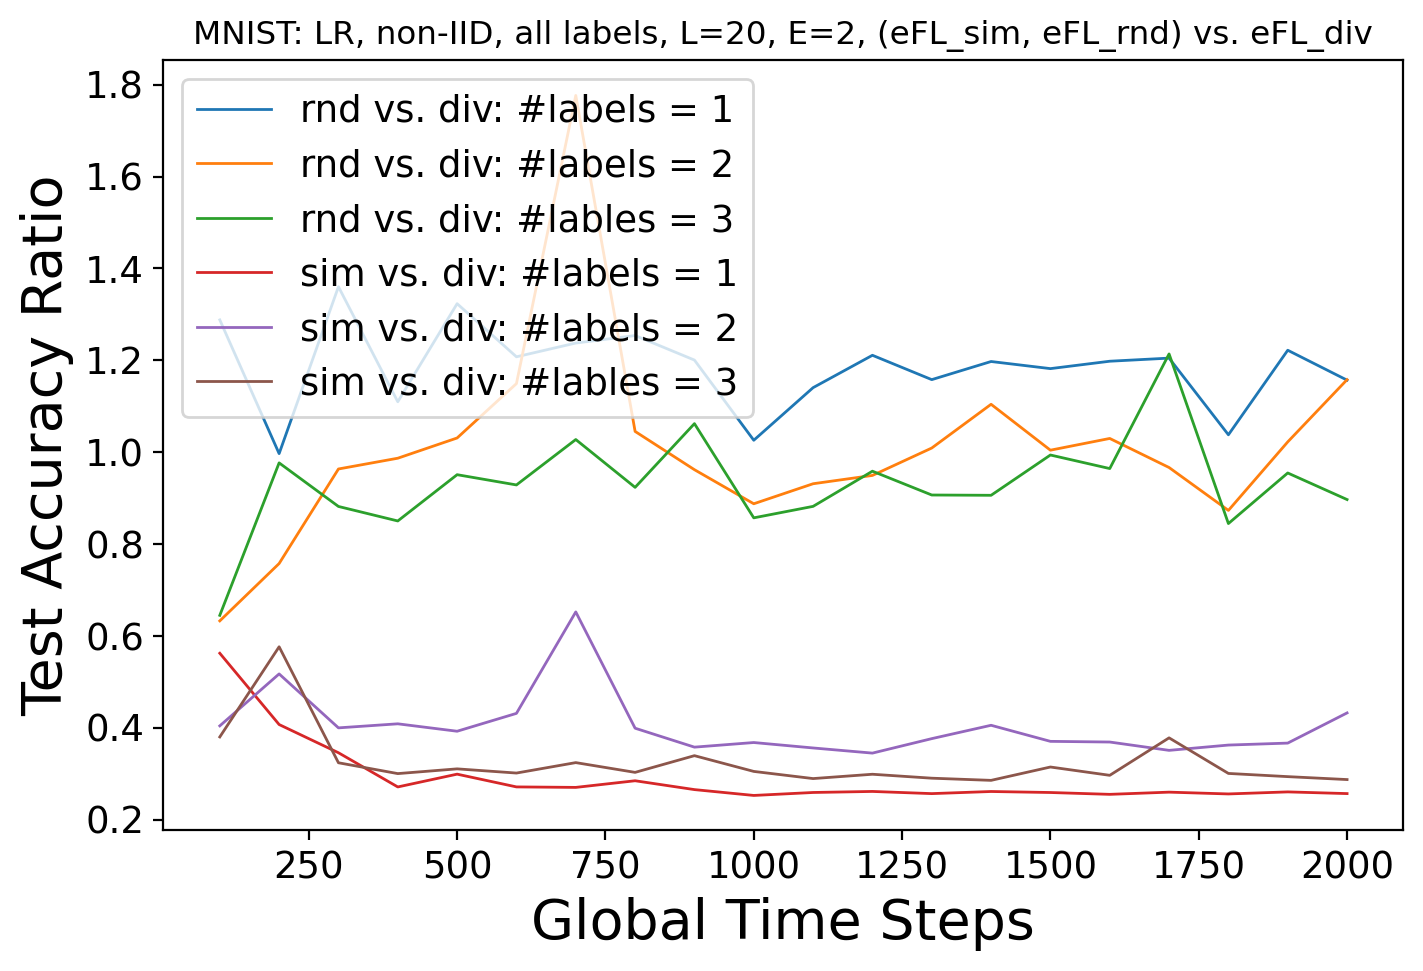 MNIST: LR, non-IID, all labels, L=20, E=2, (eFL_sim, eFL_rnd) vs. eFL_div
Test Accuracy Ratio
1.8
1.6
1.4
1.2
1.0
0.8
0.6
0.4
0.2
rnd vs. div: #labels = 1
rnd vs. div: #labels = 2
rnd vs. div: #lables = 3
sim vs. div: #labels = 1
sim vs. div: #labels = 2
sim vs. div: #lables = 3
250 500 750 1000 1250 1500 1750 2000
Global Time Steps